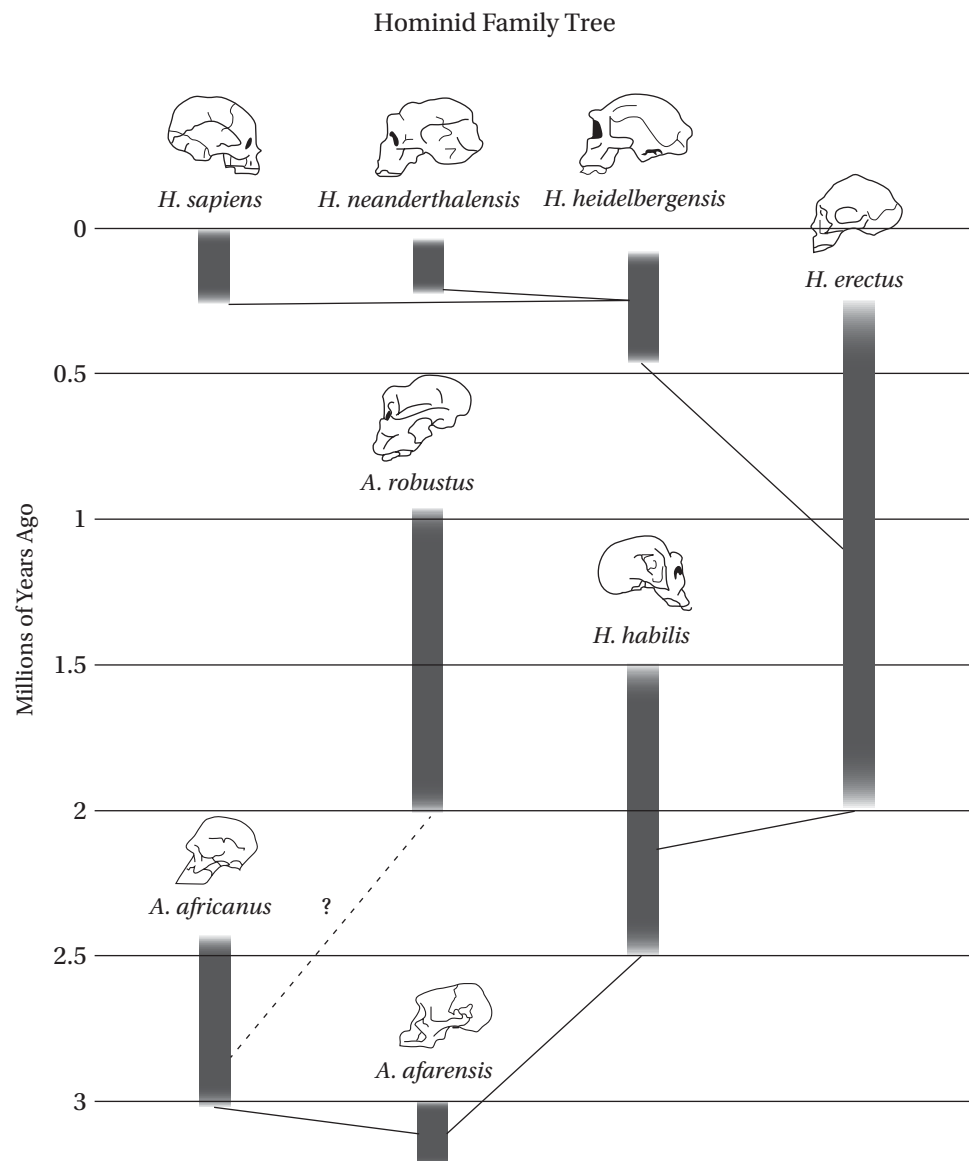 Hominid Family Tree
H. sapiens
H. neanderthalensis
H. heidelbergensis
0
H. erectus
0.5
A. robustus
Millions of Years Ago
1
H. habilis
1.5
2
A. africanus
?
2.5
A. afarensis
3